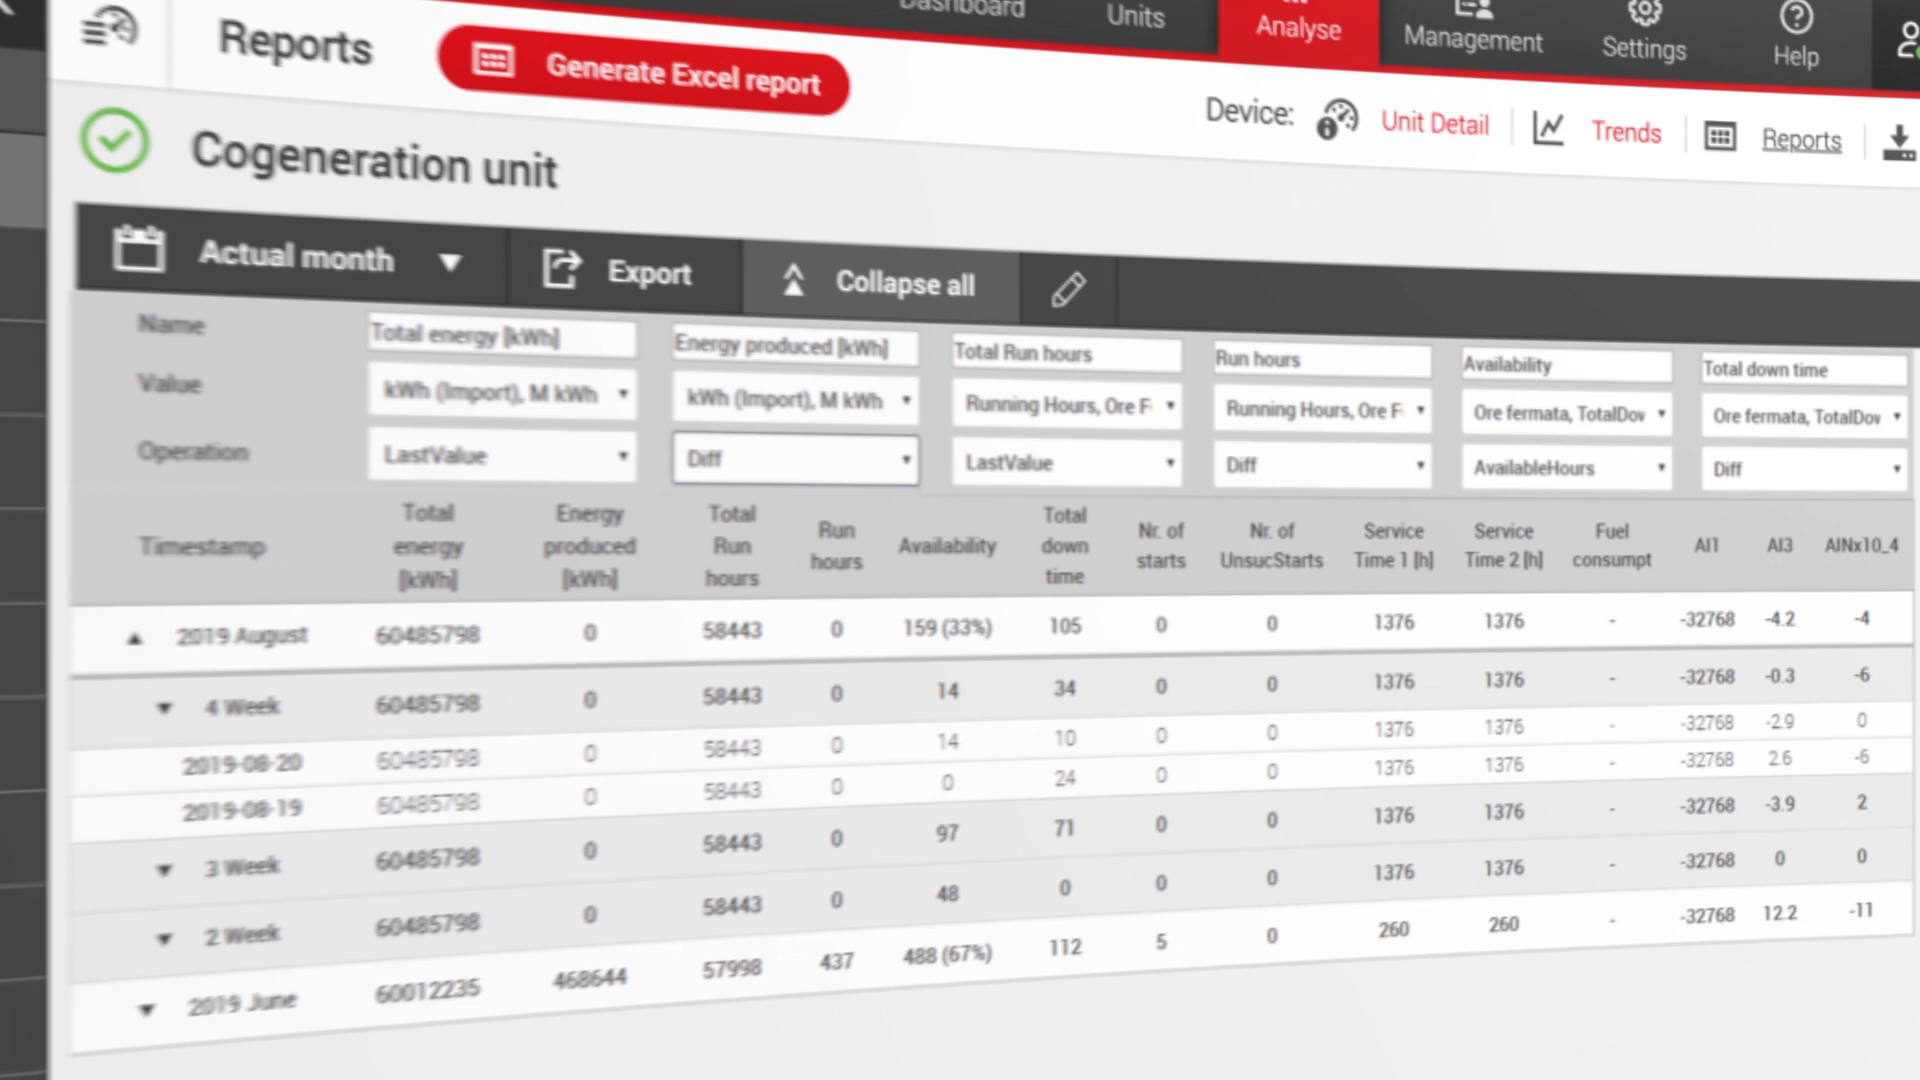 Dashboard
Units
Analyse
Management
Settings
Help
Reports
Generate Excel report
Device:
Unit Detail
Trends
Reports
Cogeneration unit
Actual month
Export
Collapse all
Name
Total energy [kWh]
Energy produced [kWh]
Total Run hours
Run hours
Availability
Total down time
Value
kWh (Import), M kWh
kWh (Import), M kWh
Running Hours, Ore F
Running Hours, Ore F
Ore fermata, TotalDov
Ore fermata, TotalDov
Operation
LastValue
Diff
LastValue
Diff
AvailableHours
Diff
Timestamp
Total energy [kWh]
Energy produced [kWh]
Total Run hours
Run hours
Availability
Total down time
Nr. of starts
Nr. of UnsucStarts
Service Time 1 [h]
Service Time 2 [h]
Fuel consumpt
AI1
AI3
AINx10_4
2019 August 60485798 0 58443 0 159 (33%) 105 0 0 1376 1376 - -32768 -4.2 -4
4 Week 60485798 0 58443 0 14 34 0 0 1376 1376 - -32768 -0.3 -6
2019-08-20 60485798 0 58443 0 14 10 0 0 1376 1376 - -32768 -2.9 0
2019-08-19 60485798 0 58443 0 0 24 0 0 1376 1376 - -32768 2.6 -6
3 Week 60485798 0 58443 0 97 71 0 0 1376 1376 - -32768 -3.9 2
2 Week 60485798 0 58443 0 48 0 0 0 1376 1376 - -32768 0 0
2019 June 60012235 468644 57998 437 488 (67%) 112 5 0 260 260 - -32768 12.2 -11